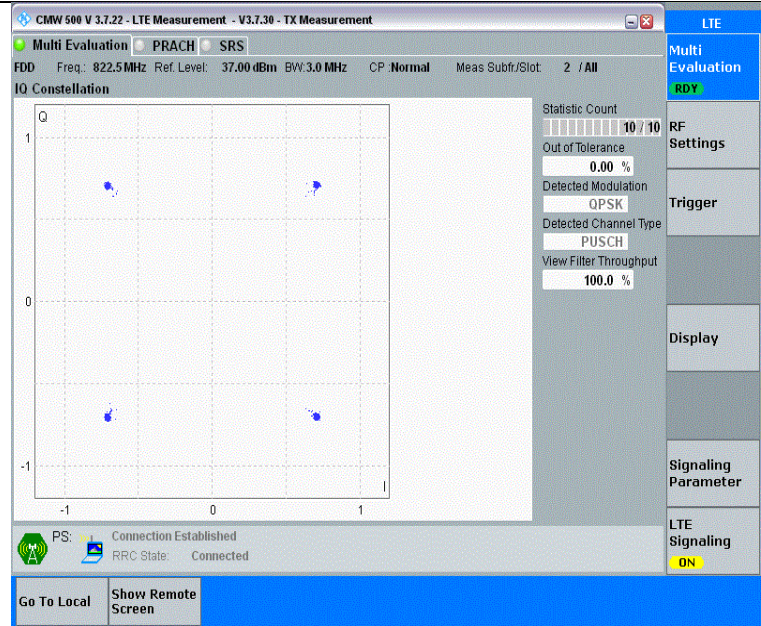 CMW 500 V 3.7.22 - LTE Measurement - V3.7.30 - TX Measurement
LTE
Multi Evaluation PRACH SRS
FDD Freq.: 822.5 MHz Ref. Level: 37.00 dBm BW: 3.0 MHz CP :Normal Meas Subfr./Slot: 2 / All
IQ Constellation
Q
1
0
-1
-1 0 1
I
Statistic Count
10 / 10
Out of Tolerance
0.00 %
Detected Modulation
QPSK
Detected Channel Type
PUSCH
View Filter Throughput
100.0 %
Multi
Evaluation
RDY
RF
Settings
Trigger
Display
Signaling
Parameter
LTE
Signaling
ON
PS: Connection Established
RRC State: Connected
Go To Local
Show Remote
Screen